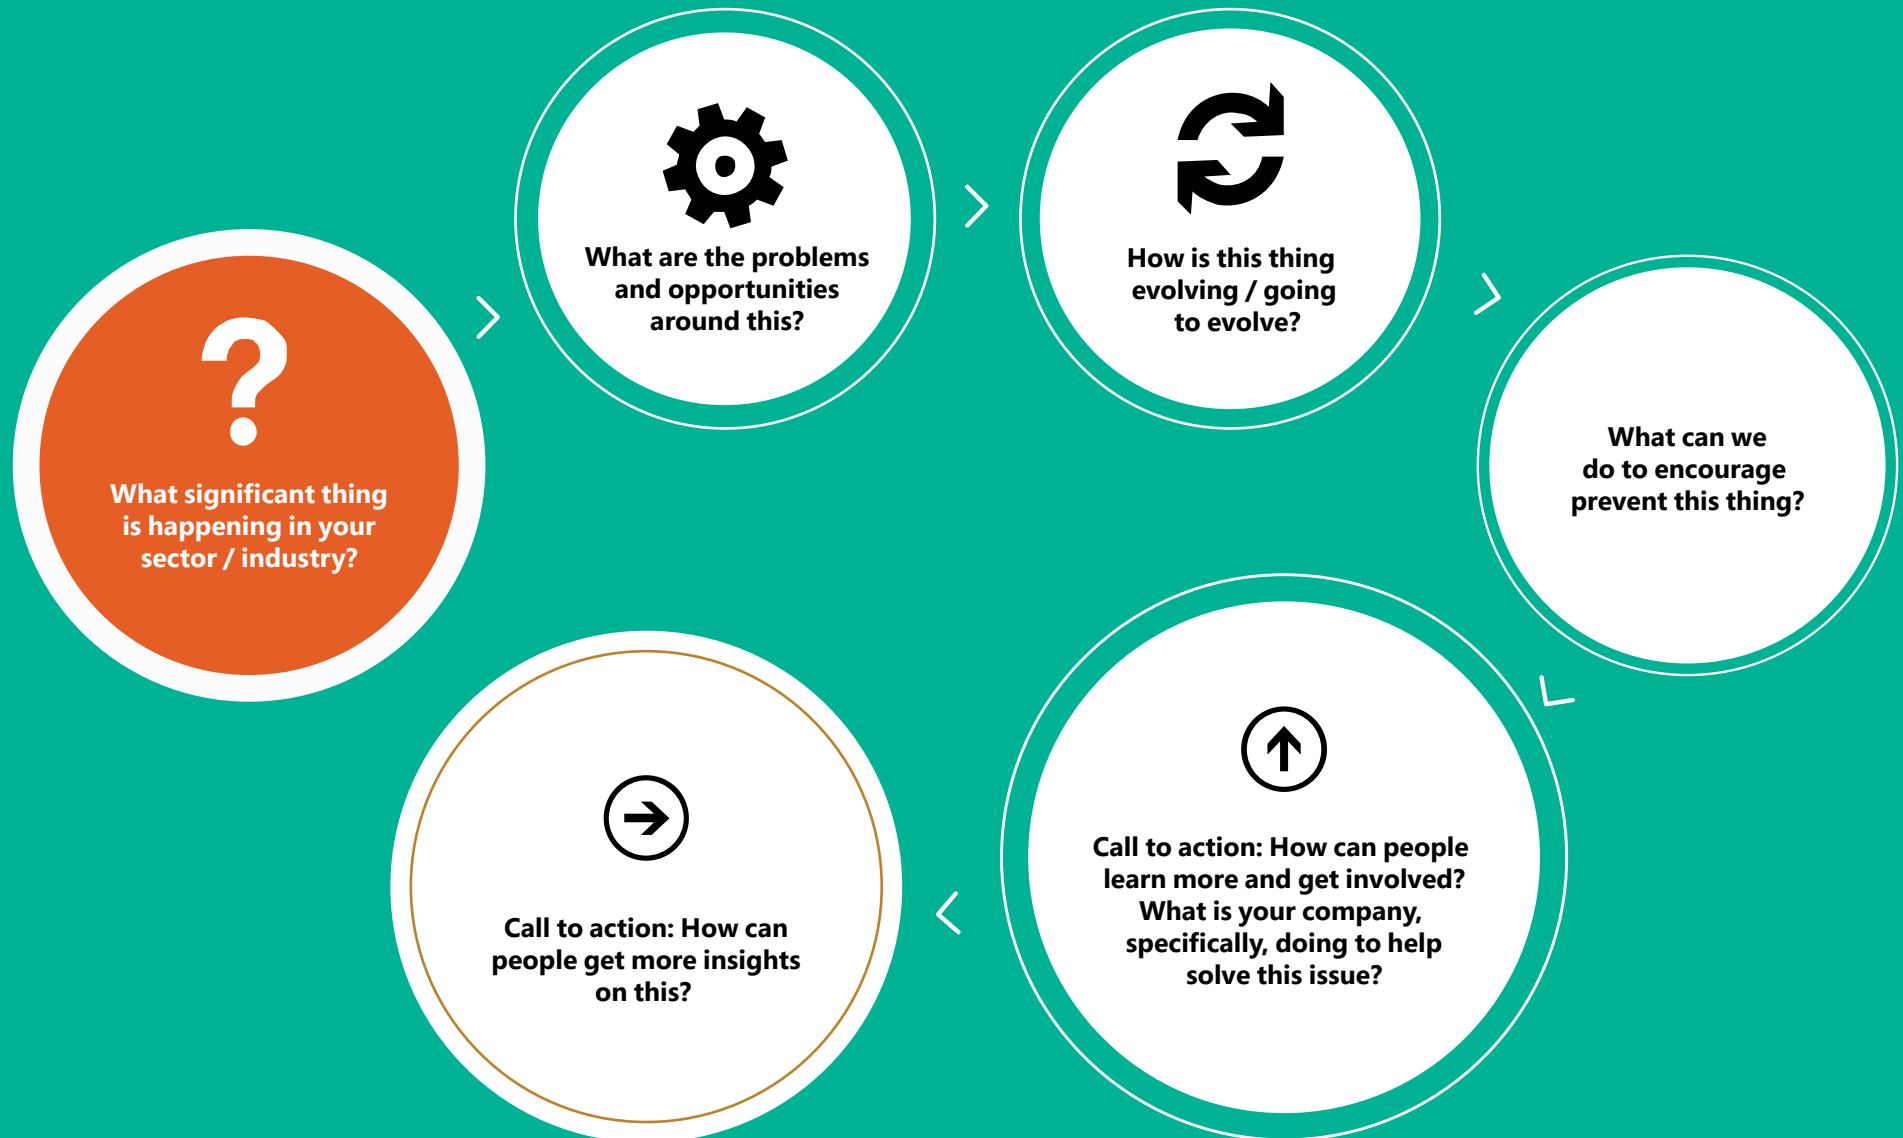 What significant thing
is happening in your
sector / industry?
What are the problems
and opportunities
around this?
How is this thing
evolving / going
to evolve?
What can we
do to encourage
prevent this thing?
Call to action: How can people
learn more and get involved?
What is your company,
specifically, doing to help
solve this issue?
Call to action: How can
people get more insights
on this?